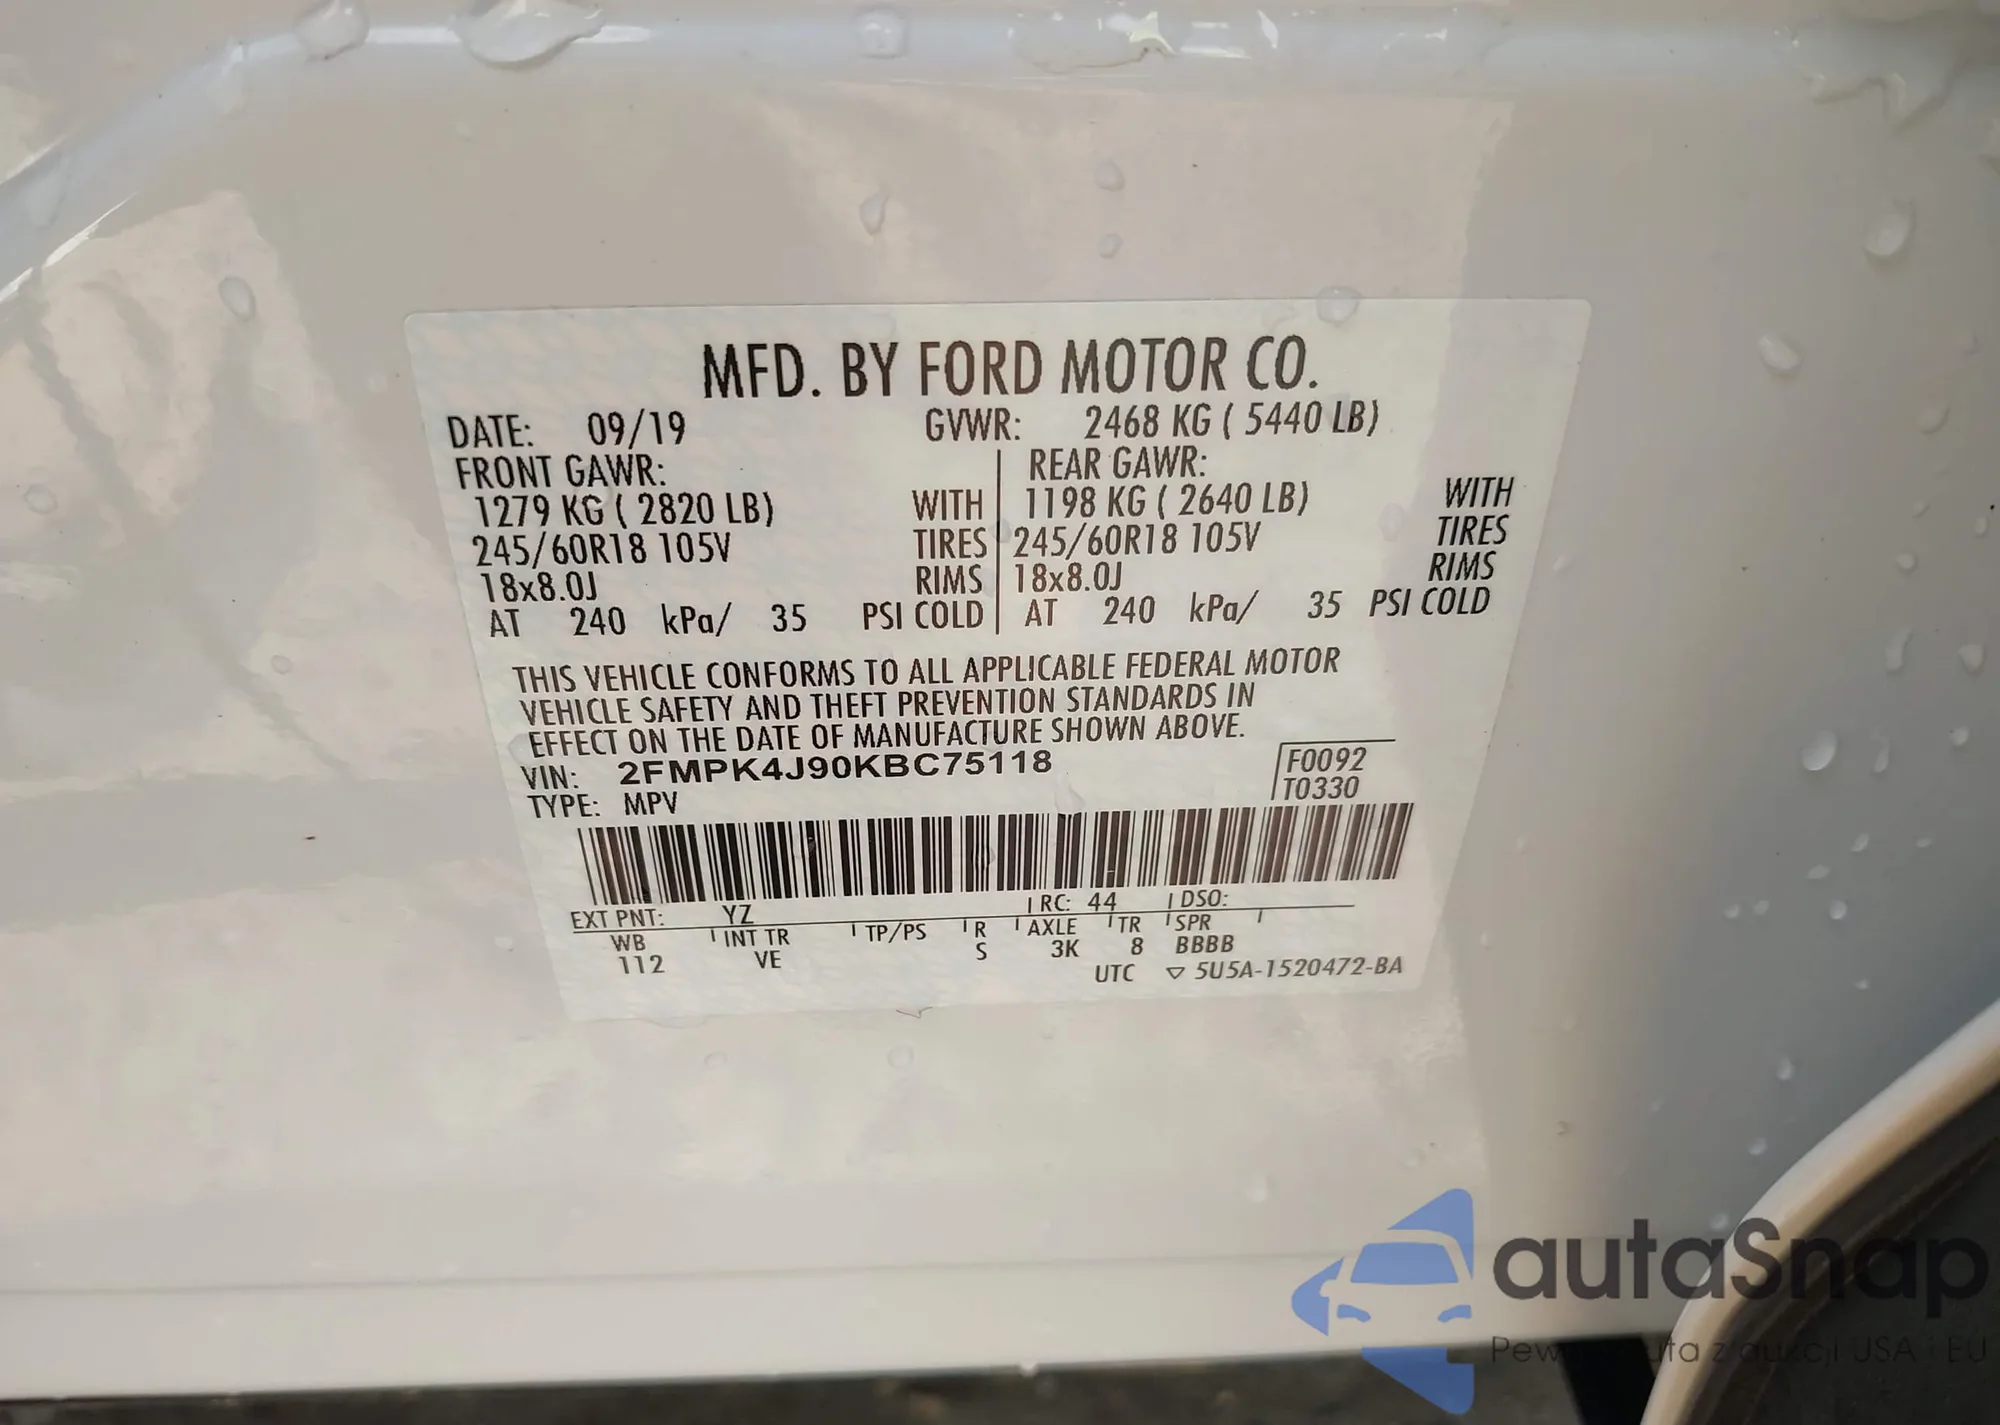 MFD. BY FORD MOTOR CO.
DATE: 09/19 GVWR: 2468 KG ( 5440 LB)
FRONT GAWR: REAR GAWR:
1279 KG ( 2820 LB) WITH 1198 KG ( 2640 LB) WITH
245/60R18 105V TIRES 245/60R18 105V TIRES
18x8.0J RIMS 18x8.0J RIMS
AT 240 kPa/ 35 PSI COLD AT 240 kPa/ 35 PSI COLD
THIS VEHICLE CONFORMS TO ALL APPLICABLE FEDERAL MOTOR
VEHICLE SAFETY AND THEFT PREVENTION STANDARDS IN
EFFECT ON THE DATE OF MANUFACTURE SHOWN ABOVE.
VIN: 2FMPK4J90KBC75118 F0092
TYPE: MPV T0330
EXT PNT: YZ RC: 44 DSO:
WB INT TR TP/PS R AXLE TR SPR
112 VE S 3K 8 BBBB
UTC ▽ 5U5A-1520472-BA
autaSnap
Pewne auta z aukcji USA i EU